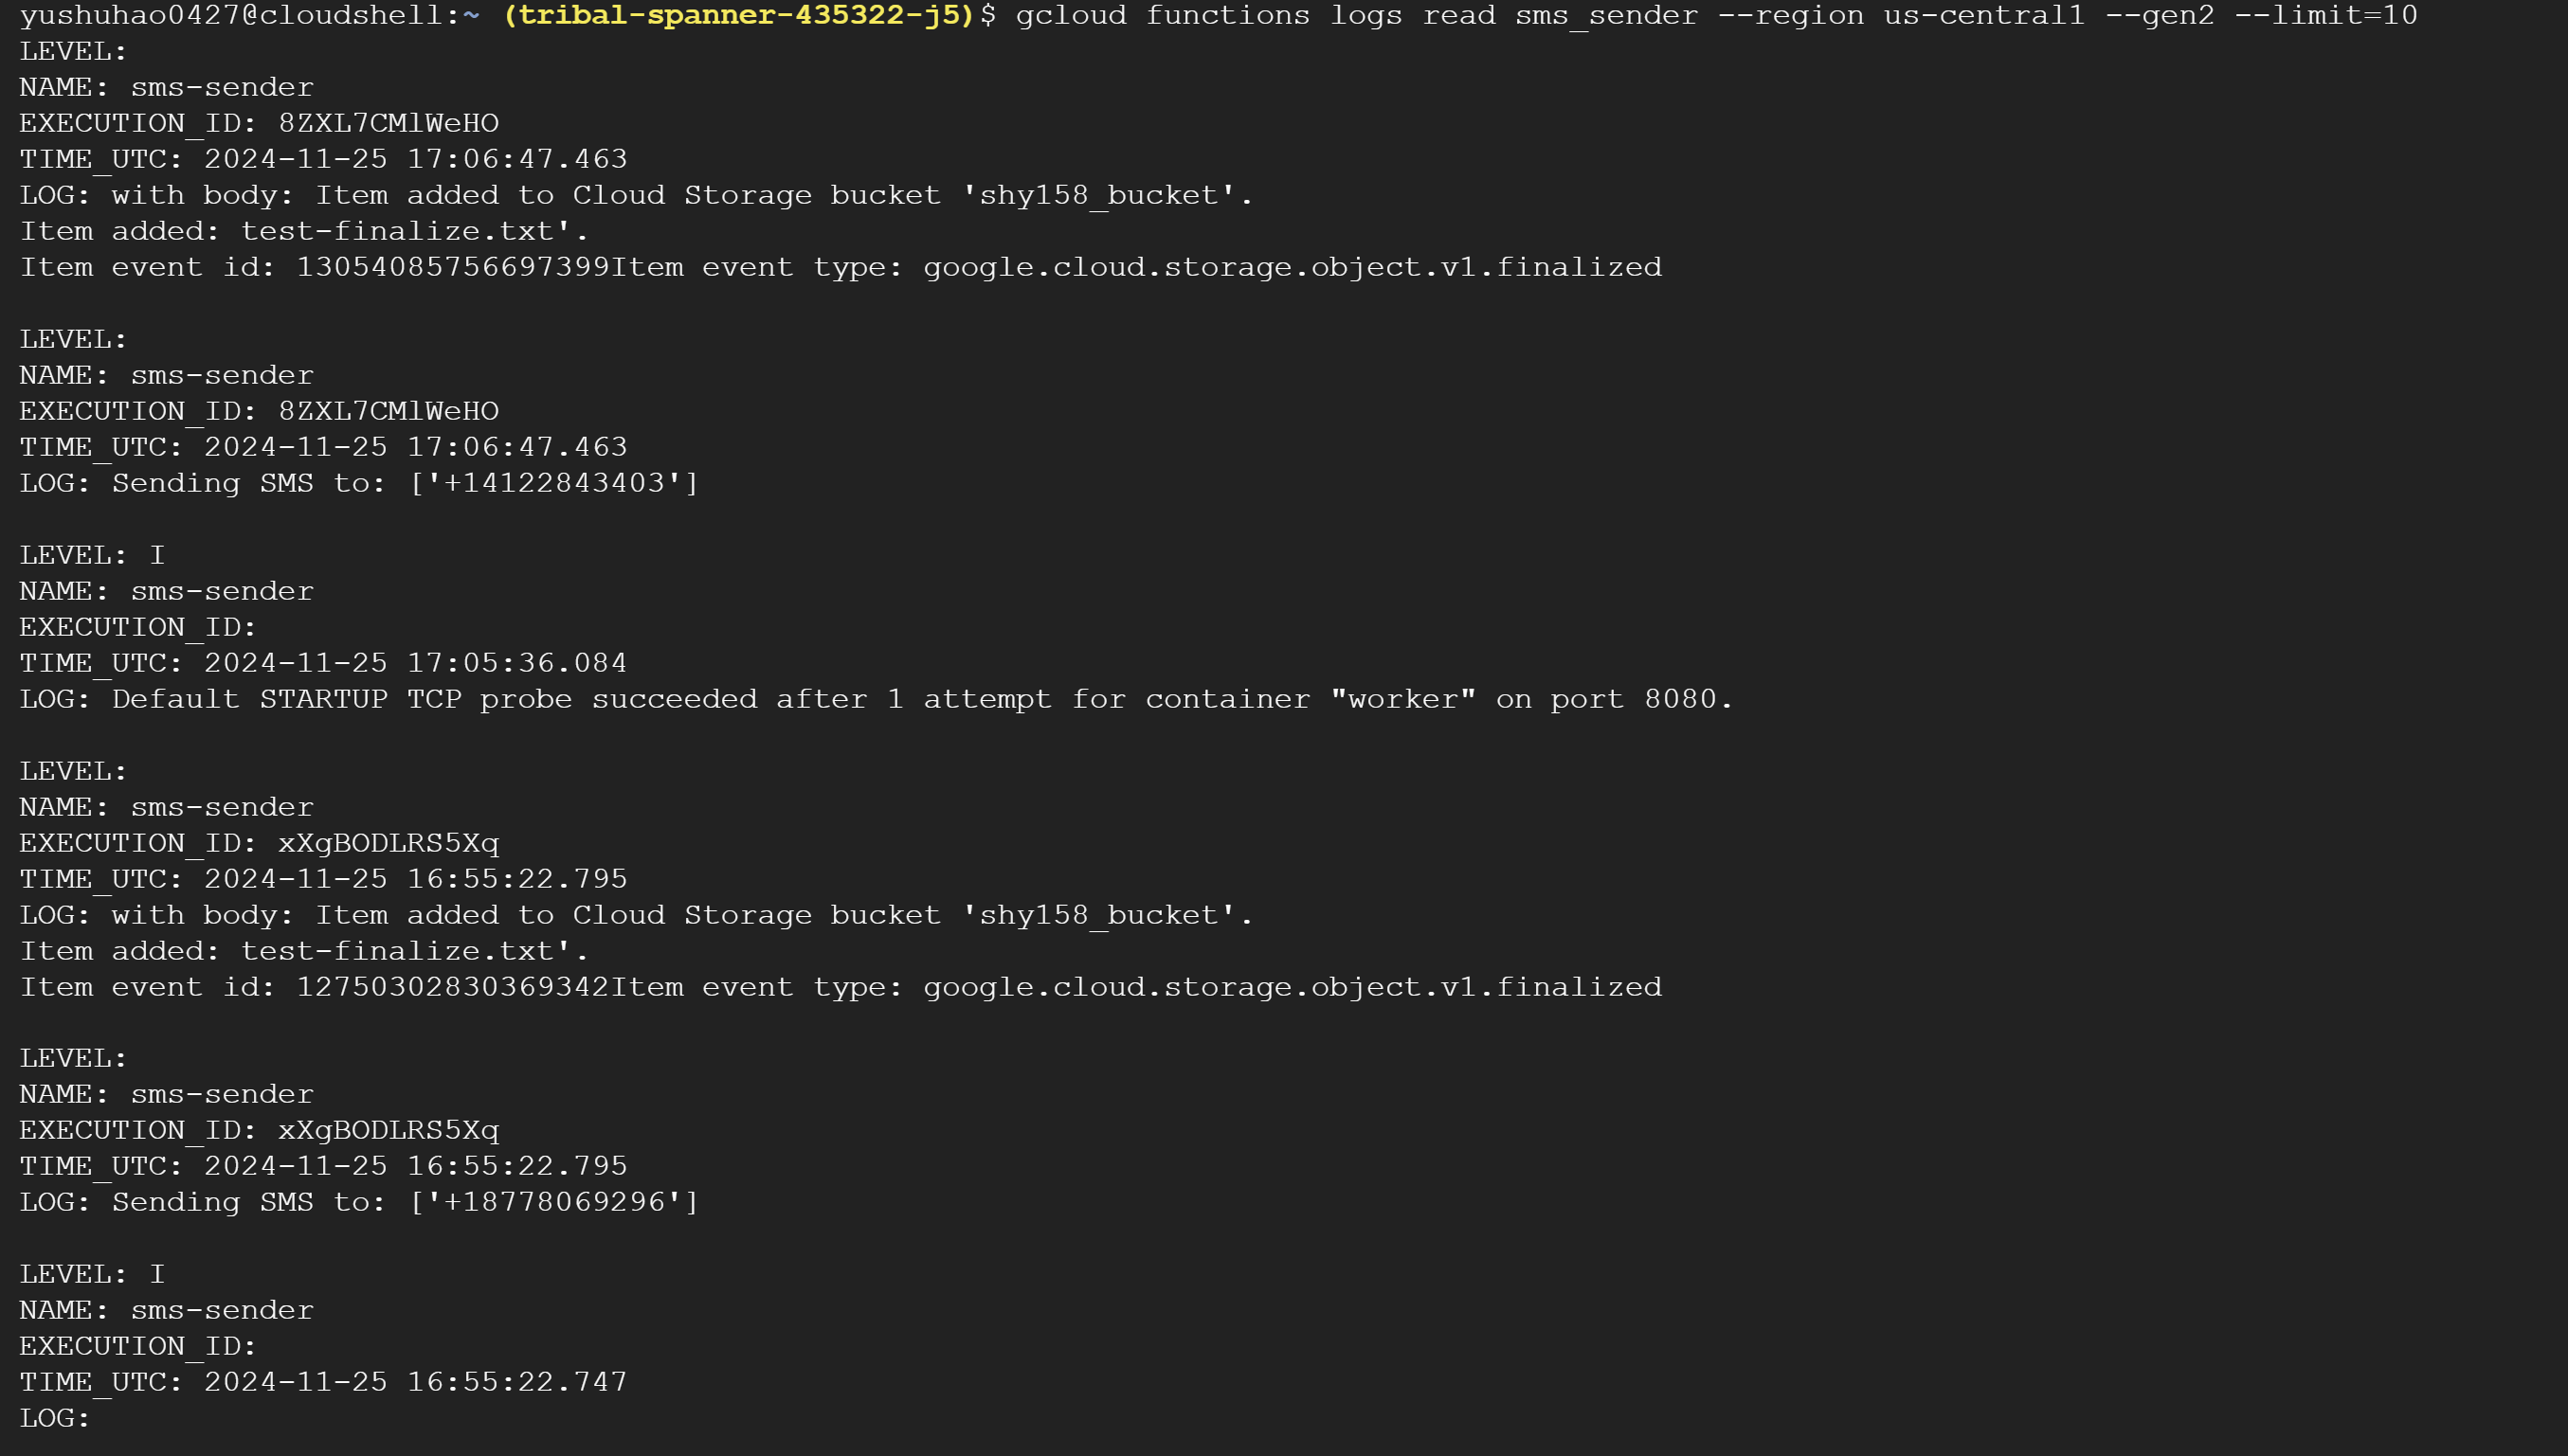 yushuhao0427@cloudshell:~ (tribal-spanner-435322-j5)$ gcloud functions logs read sms_sender --region us-central1 --gen2 --limit=10
LEVEL:
NAME: sms-sender
EXECUTION_ID: 8ZXL7CMlWeHO
TIME_UTC: 2024-11-25 17:06:47.463
LOG: with body: Item added to Cloud Storage bucket 'shy158_bucket'.
Item added: test-finalize.txt'.
Item event id: 13054085756697399Item event type: google.cloud.storage.object.v1.finalized

LEVEL:
NAME: sms-sender
EXECUTION_ID: 8ZXL7CMlWeHO
TIME_UTC: 2024-11-25 17:06:47.463
LOG: Sending SMS to: ['+14122843403']

LEVEL: I
NAME: sms-sender
EXECUTION_ID:
TIME_UTC: 2024-11-25 17:05:36.084
LOG: Default STARTUP TCP probe succeeded after 1 attempt for container "worker" on port 8080.

LEVEL:
NAME: sms-sender
EXECUTION_ID: xXgBODLRS5Xq
TIME_UTC: 2024-11-25 16:55:22.795
LOG: with body: Item added to Cloud Storage bucket 'shy158_bucket'.
Item added: test-finalize.txt'.
Item event id: 12750302830369342Item event type: google.cloud.storage.object.v1.finalized

LEVEL:
NAME: sms-sender
EXECUTION_ID: xXgBODLRS5Xq
TIME_UTC: 2024-11-25 16:55:22.795
LOG: Sending SMS to: ['+18778069296']

LEVEL: I
NAME: sms-sender
EXECUTION_ID:
TIME_UTC: 2024-11-25 16:55:22.747
LOG: